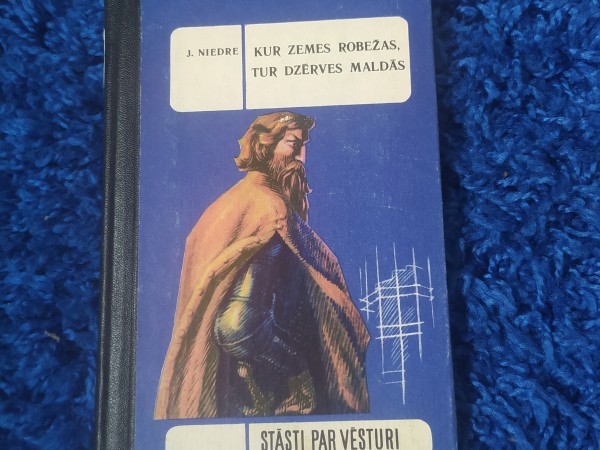 J. NIEDRE
KUR ZEMES ROBEŽAS,
TUR DZĒRVES MALDĀS
STĀSTI PAR VĒSTURI